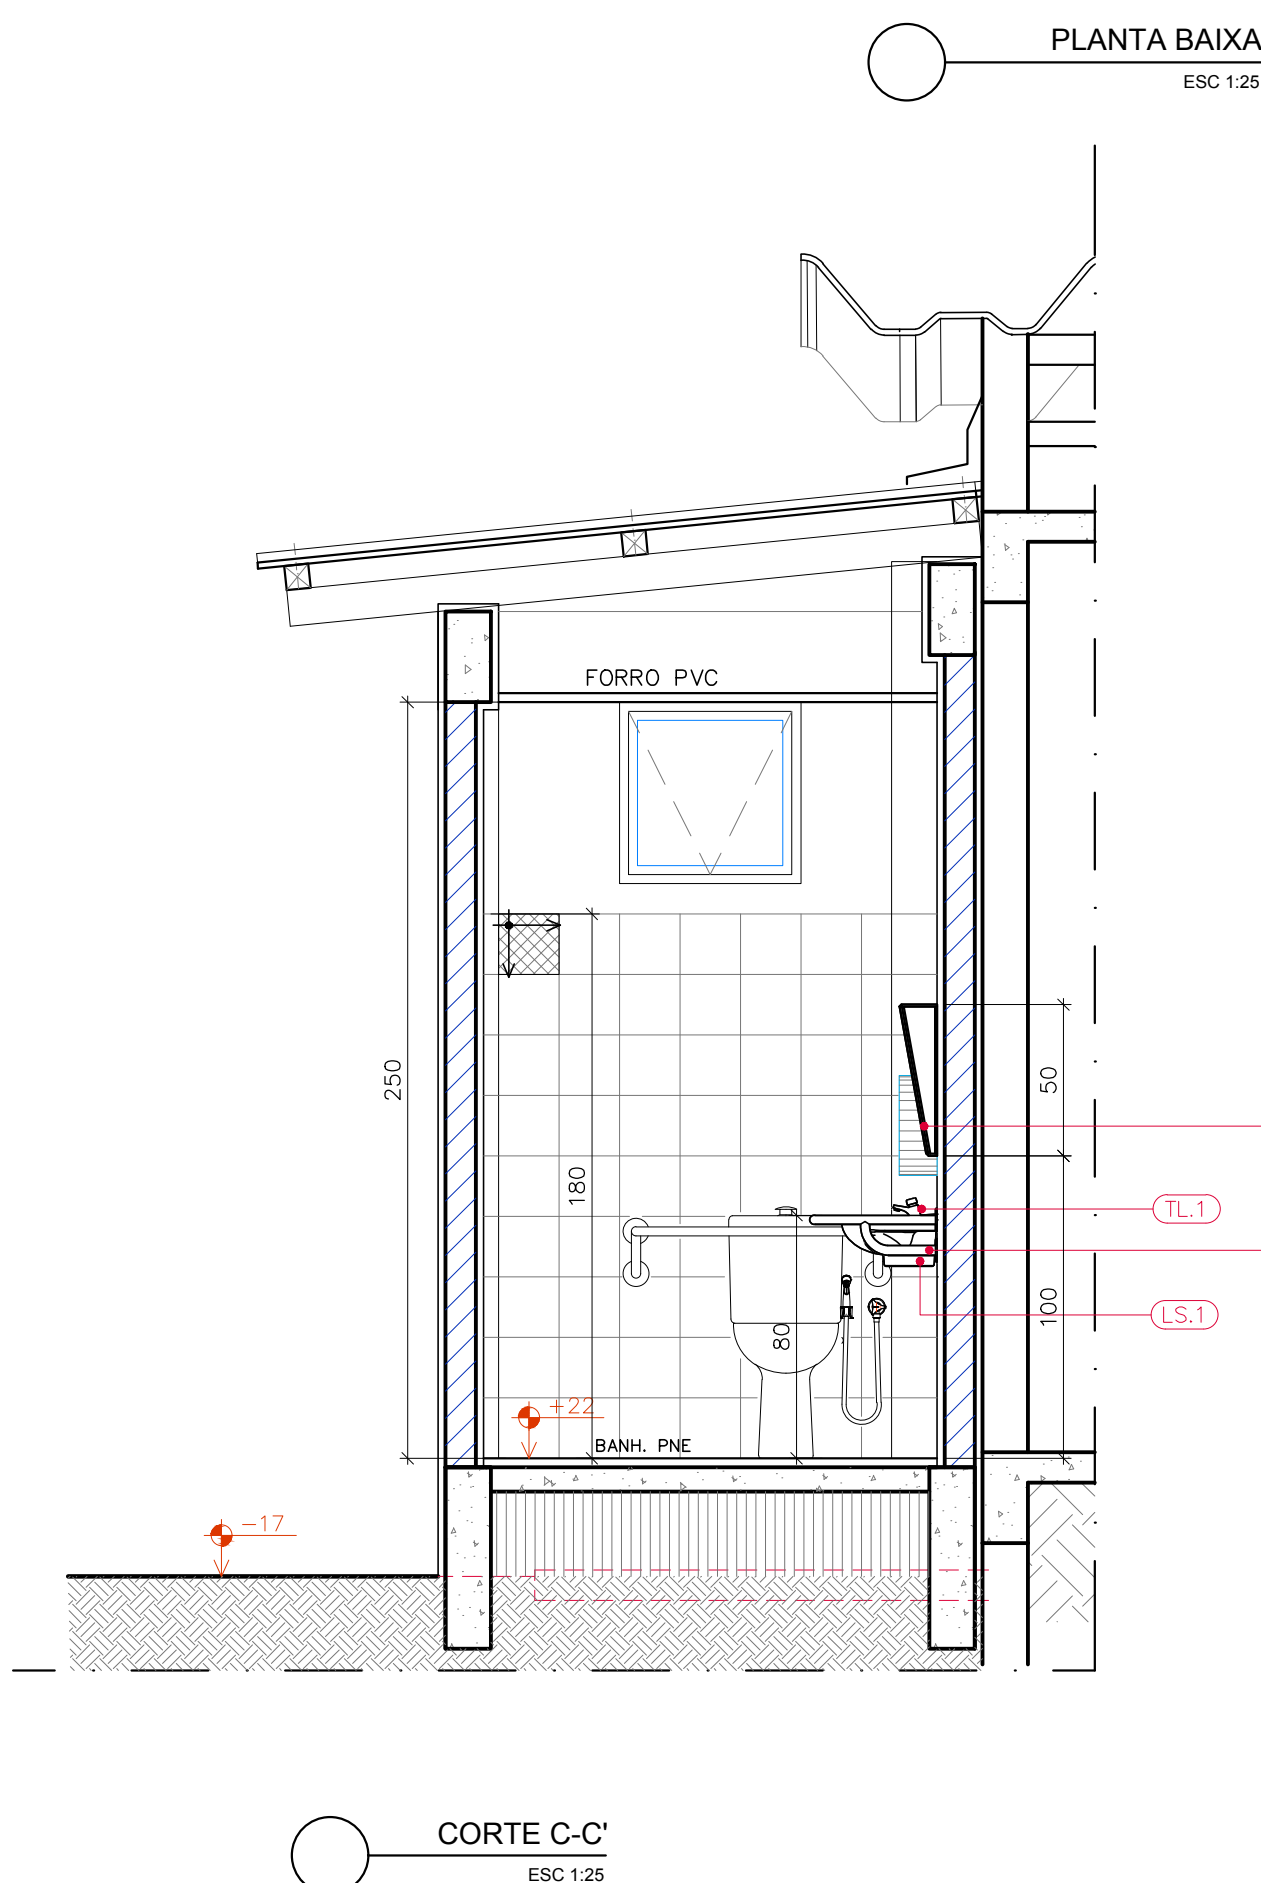 PLANTA BAIXA
ESC 1:25
FORRO PVC
250
50
180
TL.1
100
LS.1
80
+22
BANH. PNE
-17
CORTE C-C'
ESC 1:25